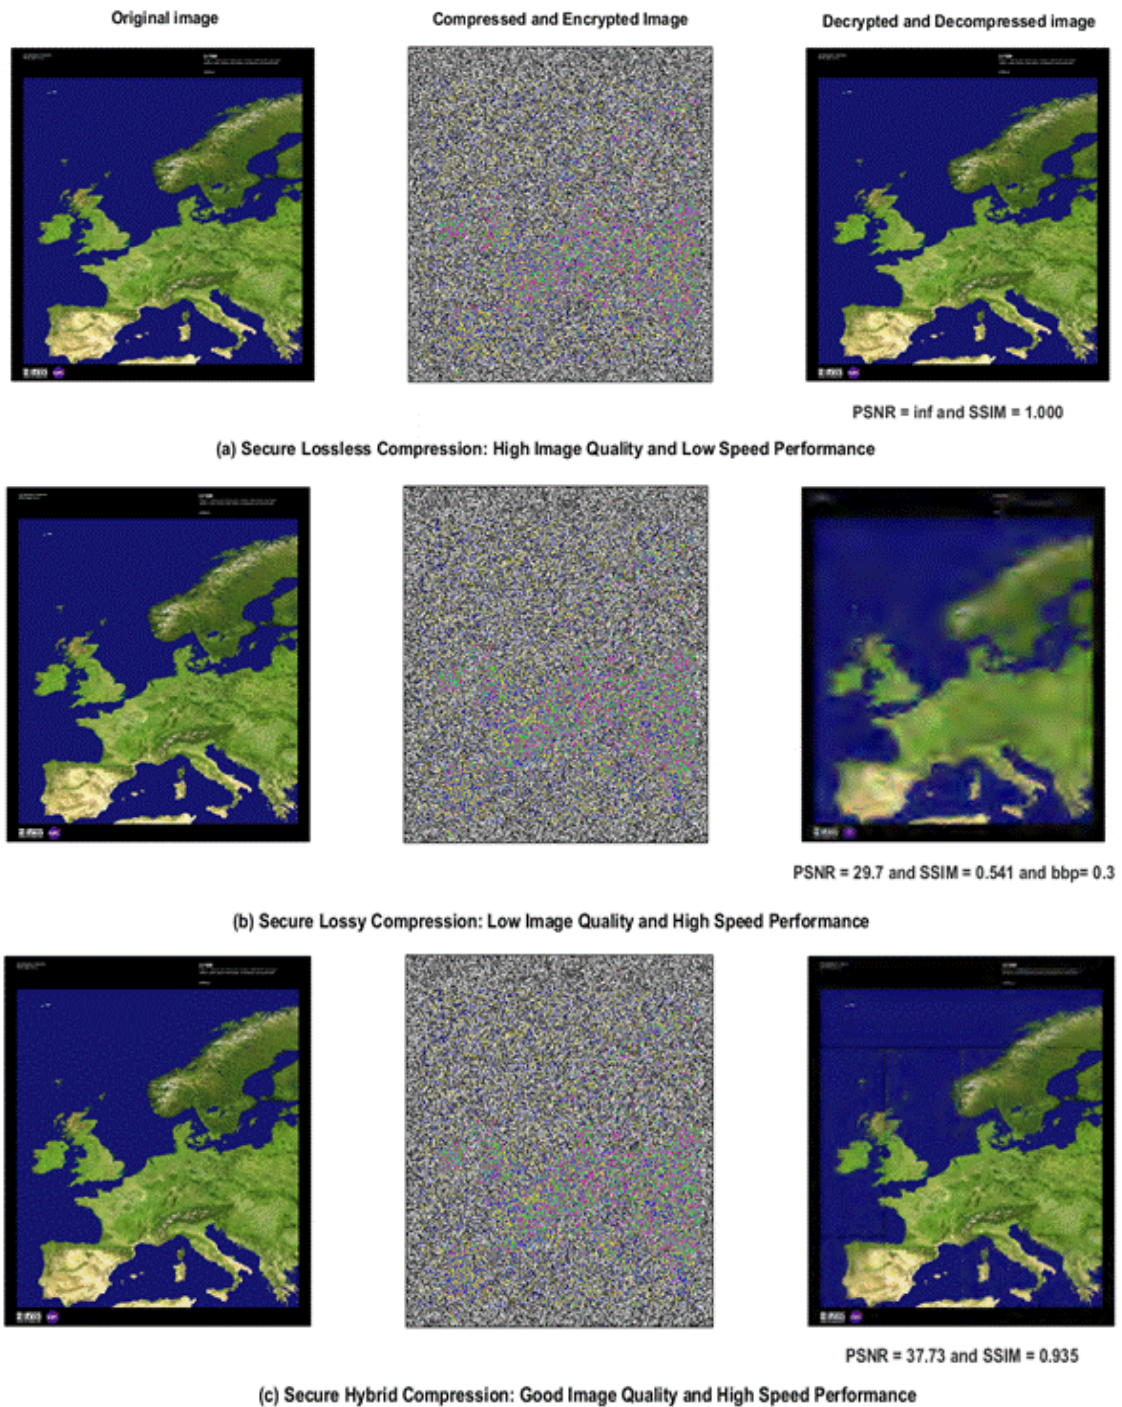 Original image
Compressed and Encrypted Image
Decrypted and Decompressed image
PSNR = inf and SSIM = 1.000
(a) Secure Lossless Compression: High Image Quality and Low Speed Performance
PSNR = 29.7 and SSIM = 0.541 and bbp= 0.3
(b) Secure Lossy Compression: Low Image Quality and High Speed Performance
PSNR = 37.73 and SSIM = 0.935
(c) Secure Hybrid Compression: Good Image Quality and High Speed Performance